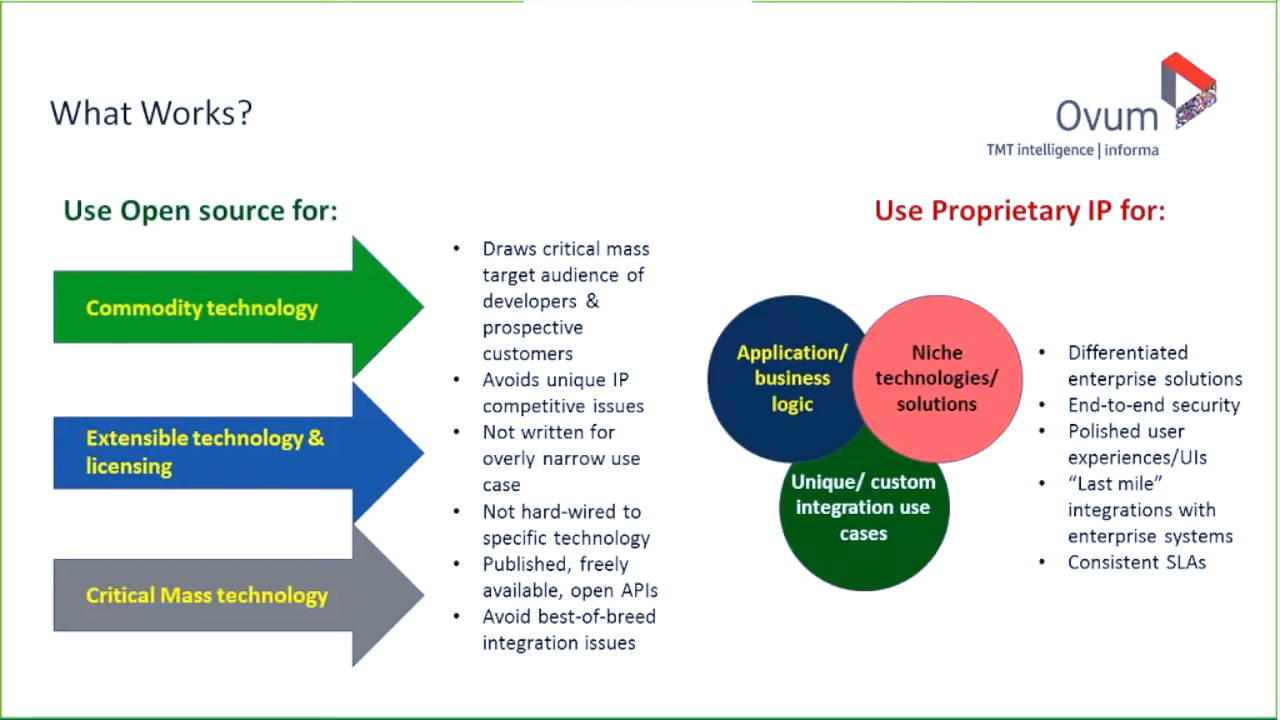 What Works?
Ovum
TMT intelligence | informa
Use Open source for:
Commodity technology
Extensible technology &
licensing
Critical Mass technology
• Draws critical mass
target audience of
developers &
prospective
customers
• Avoids unique IP
competitive issues
• Not written for
overly narrow use
case
• Not hard-wired to
specific technology
• Published, freely
available, open APIs
• Avoid best-of-breed
integration issues
Use Proprietary IP for:
Application/
business
logic
Niche
technologies/
solutions
Unique/ custom
integration use
cases
• Differentiated
enterprise solutions
• End-to-end security
• Polished user
experiences/UIs
• “Last mile”
integrations with
enterprise systems
• Consistent SLAs